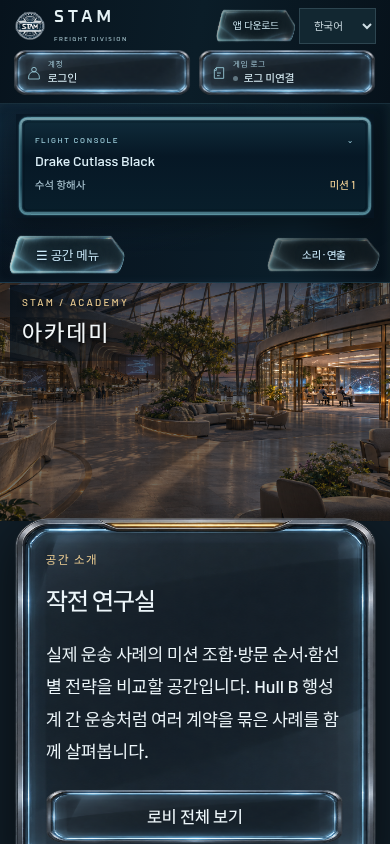 STAM
FREIGHT DIVISION
앱 다운로드
한국어
계정
로그인
게임 로그
로그 미연결
FLIGHT CONSOLE
Drake Cutlass Black
수석 항해사
미션 1
☰ 공간 메뉴
소리·연출
STAM / ACADEMY
아카데미
공간 소개
작전 연구실
실제 운송 사례의 미션 조합·방문 순서·함선
별 전략을 비교할 공간입니다. Hull B 행성
계 간 운송처럼 여러 계약을 묶은 사례를 함
께 살펴봅니다.
로비 전체 보기